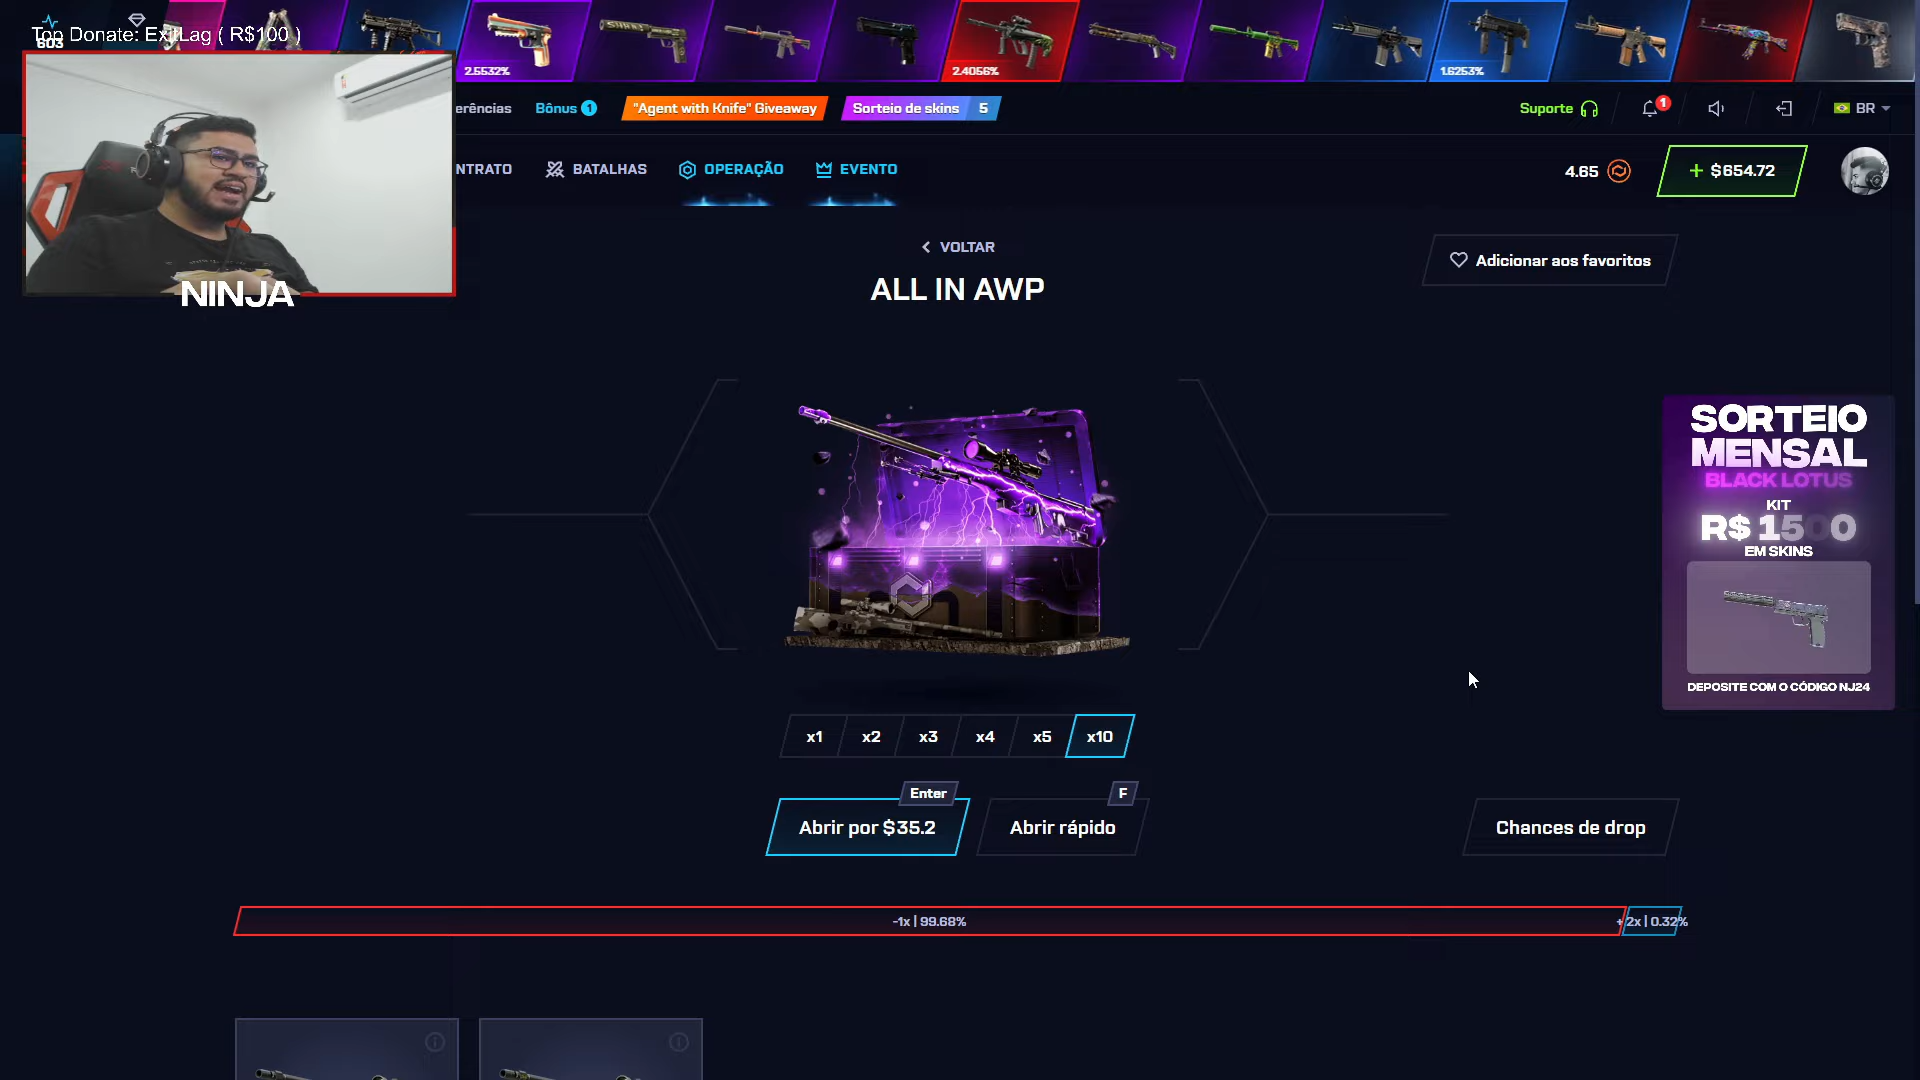 Top Donate: ExitLag ( R$100 )
603
2.5532%
2.4056%
1.6253%
erências
Bônus 1
"Agent with Knife" Giveaway
Sorteio de skins 5
Suporte
1
BR
NTRATO
BATALHAS
OPERAÇÃO
EVENTO
4.65
+ $654.72
NINJA
VOLTAR
Adicionar aos favoritos
ALL IN AWP
SORTEIO
MENSAL
BLACK LOTUS
KIT
R$ 1500
EM SKINS
DEPOSITE COM O CÓDIGO NJ24
x1
x2
x3
x4
x5
x10
Enter
F
Abrir por $35.2
Abrir rápido
Chances de drop
-1x | 99.68%
+2x | 0.32%